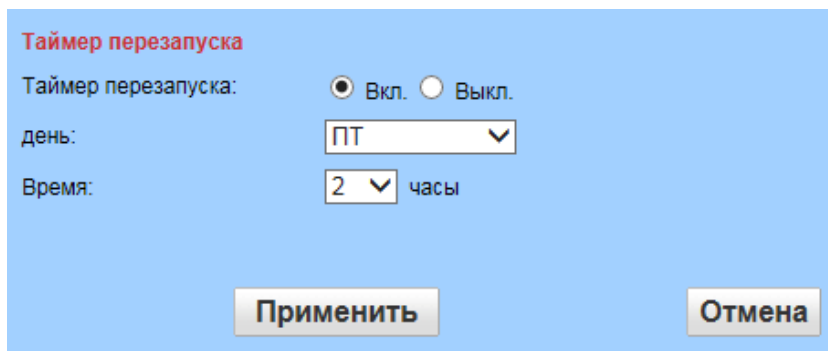 Таймер перезапуска
Таймер перезапуска: Вкл. Выкл.
день: ПТ
Время: 2 часы
Применить Отмена